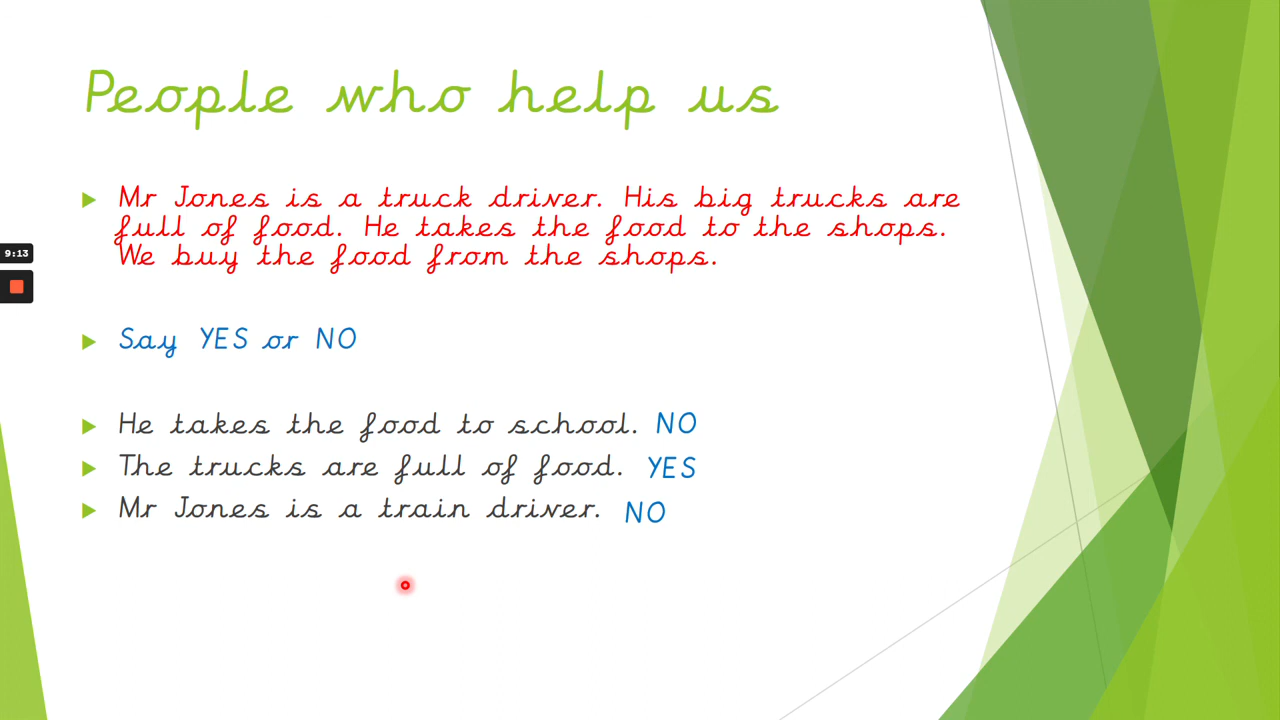 People who help us
Mr Jones is a truck driver. His big trucks are
full of food. He takes the food to the shops.
We buy the food from the shops.
9:13
Say YES or NO
He takes the food to school. NO
The trucks are full of food. YES
Mr Jones is a train driver. NO